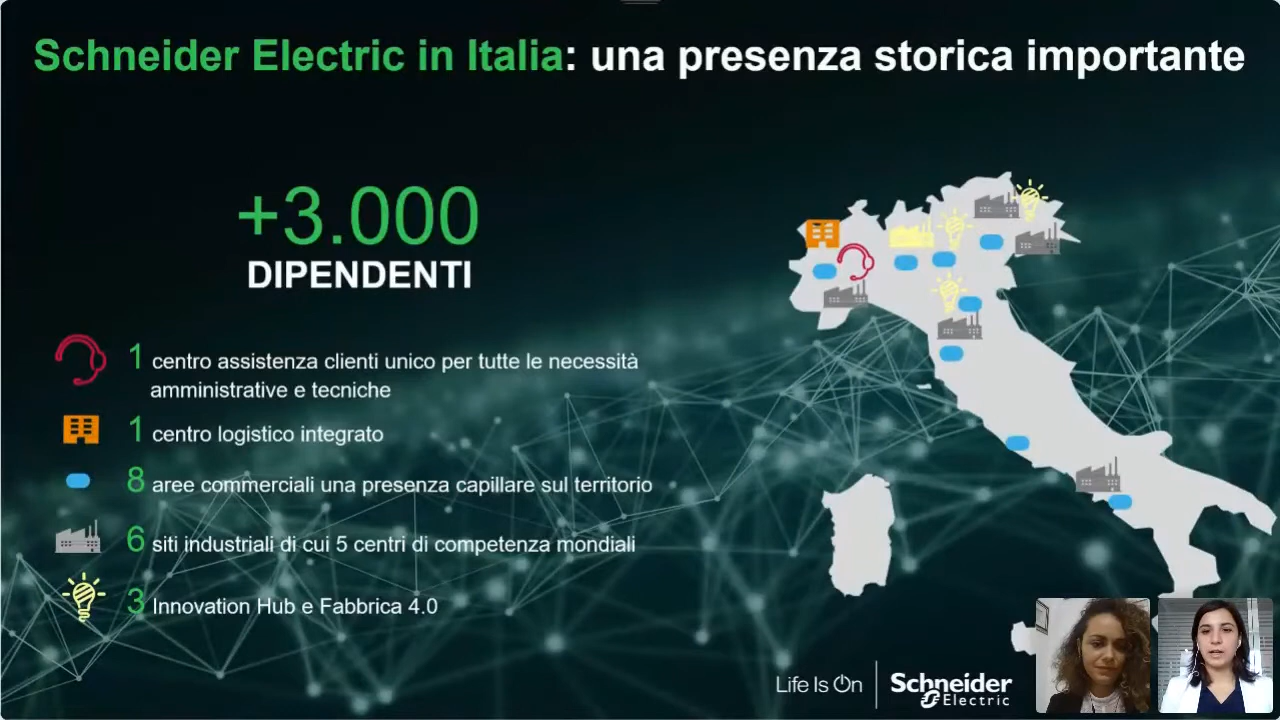 Schneider Electric in Italia: una presenza storica importante
+3.000
DIPENDENTI
1 centro assistenza clienti unico per tutte le necessità
amministrative e tecniche
1 centro logistico integrato
8 aree commerciali una presenza capillare sul territorio
6 siti industriali di cui 5 centri di competenza mondiali
3 Innovation Hub e Fabbrica 4.0
Life Is On
Schneider
Electric